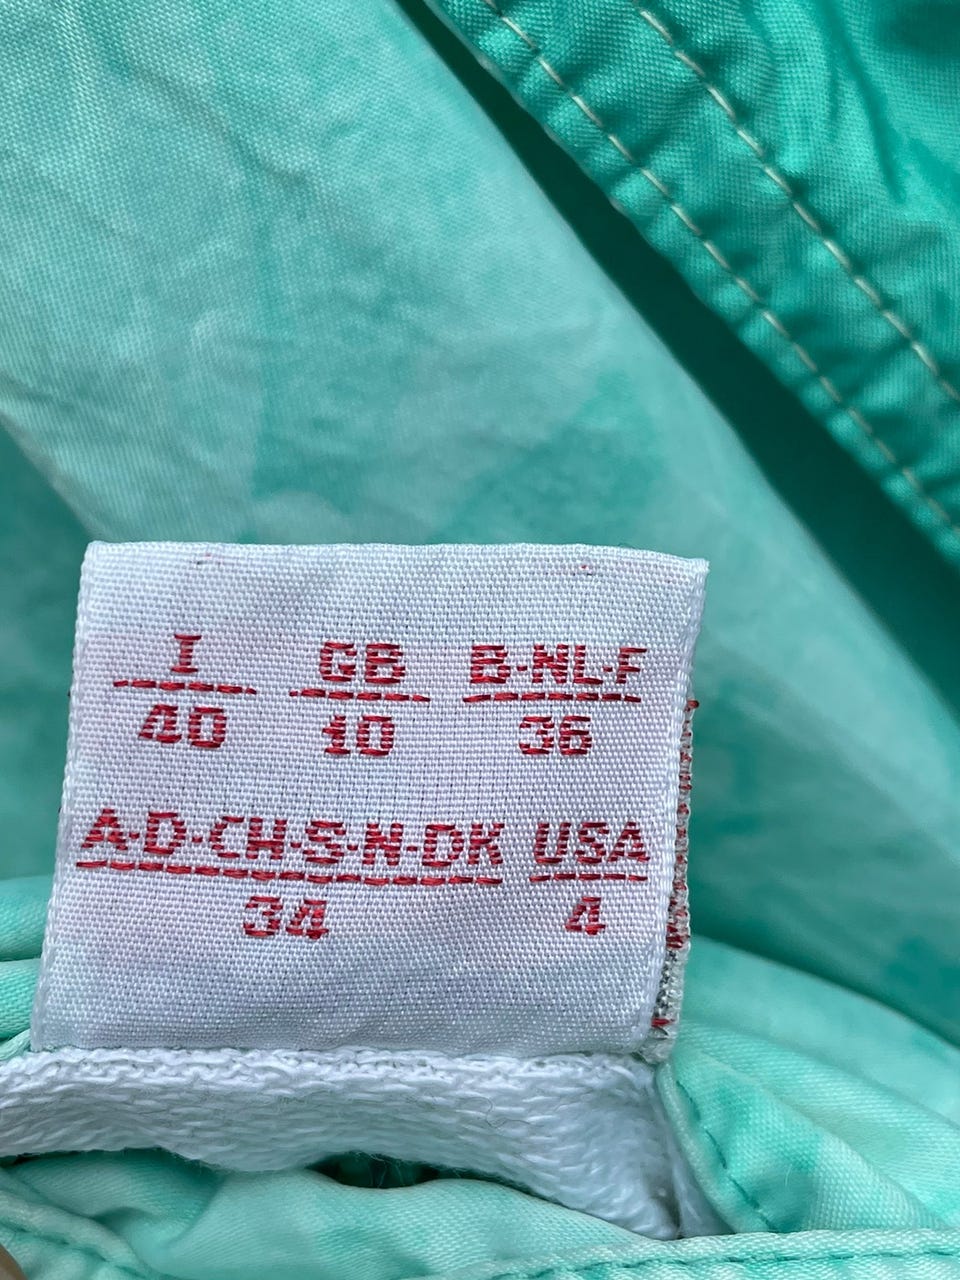 I GB B-NL-F
40 10 36
A-D-CH-S-N-DK USA
34 4